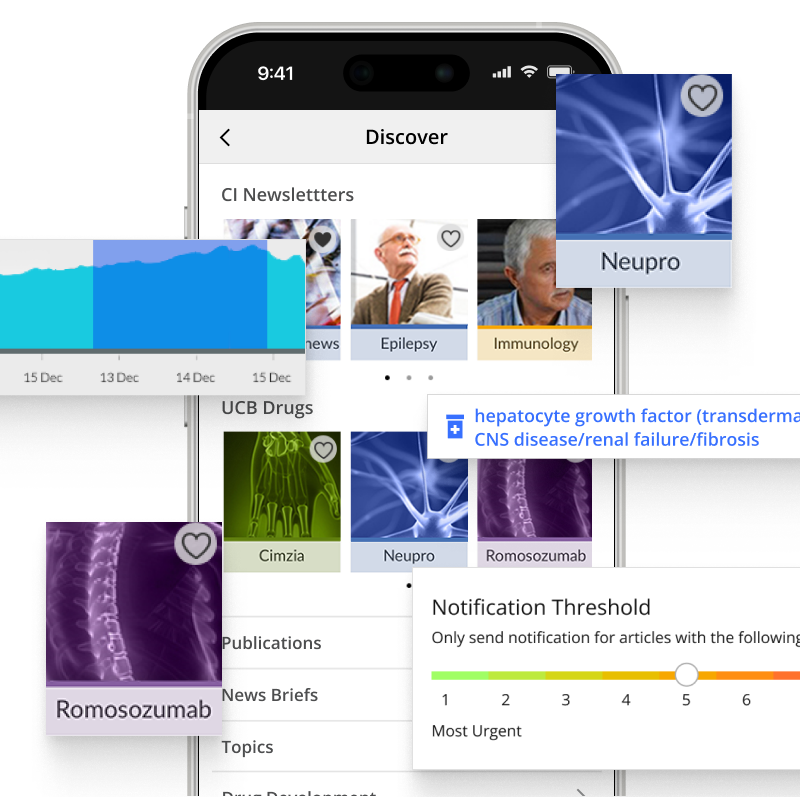 9:41
Discover
CI Newslettters
Neupro
news
Epilepsy
Immunology
15 Dec
13 Dec
14 Dec
15 Dec
UCB Drugs
hepatocyte growth factor (transderma
CNS disease/renal failure/fibrosis
Cimzia
Neupro
Romosozumab
Romosozumab
Notification Threshold
Only send notification for articles with the following
1 2 3 4 5 6
Most Urgent
Publications
News Briefs
Topics
Drug Development